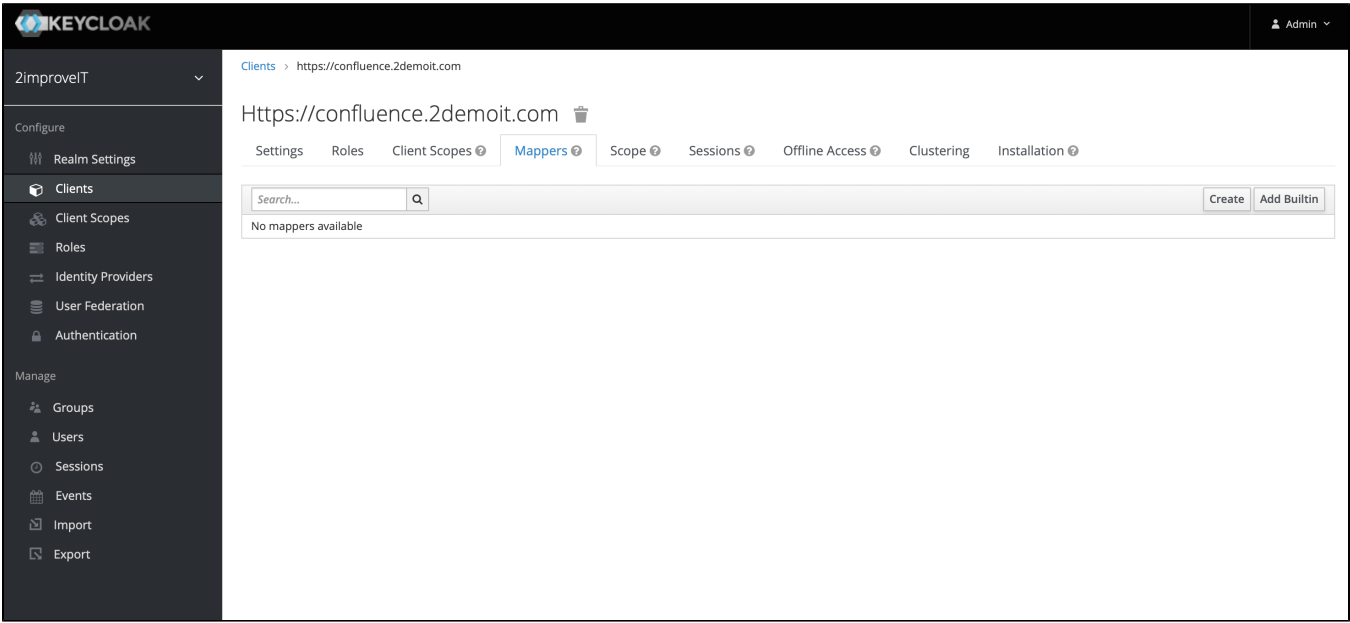 KEYCLOAK
Admin
2improveIT
Clients > https://confluence.2demoit.com
Https://confluence.2demoit.com
Configure
Realm Settings
Clients
Client Scopes
Roles
Identity Providers
User Federation
Authentication
Manage
Groups
Users
Sessions
Events
Import
Export
Settings Roles Client Scopes Mappers Scope Sessions Offline Access Clustering Installation
Search... Create Add Builtin
No mappers available